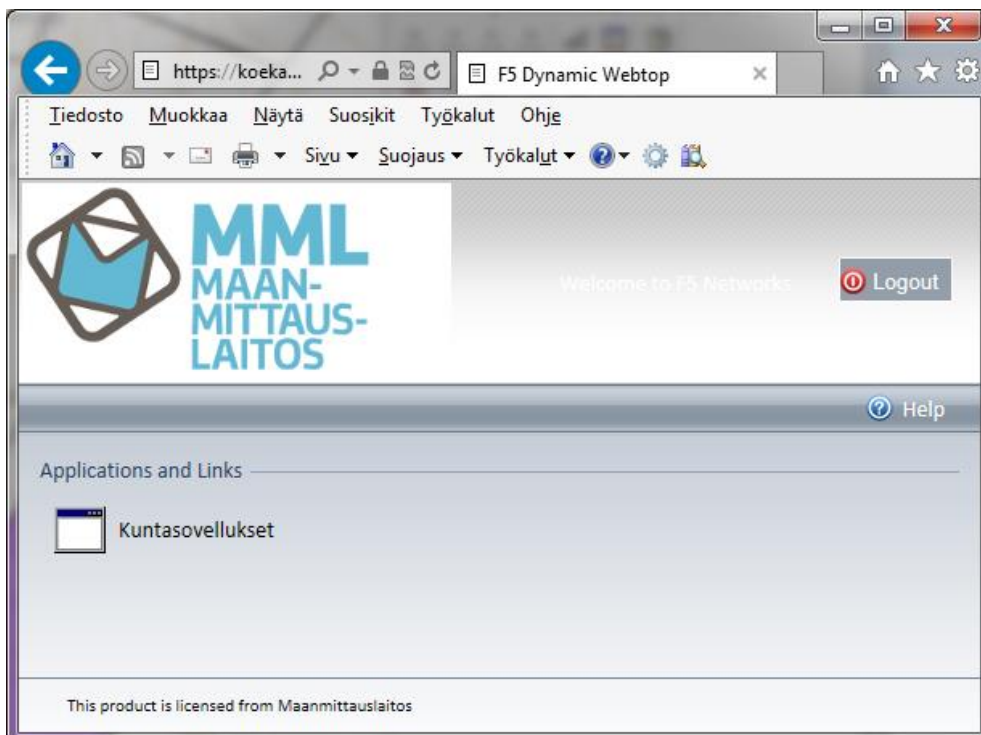 https://koeka...
F5 Dynamic Webtop
Tiedosto Muokkaa Näytä Suosikit Työkalut Ohje
Sivu Suojaus Työkalut
MML
MAAN-
MITTAUS-
LAITOS
Welcome to F5 Networks
Logout
Help
Applications and Links
Kuntasovellukset
This product is licensed from Maanmittauslaitos